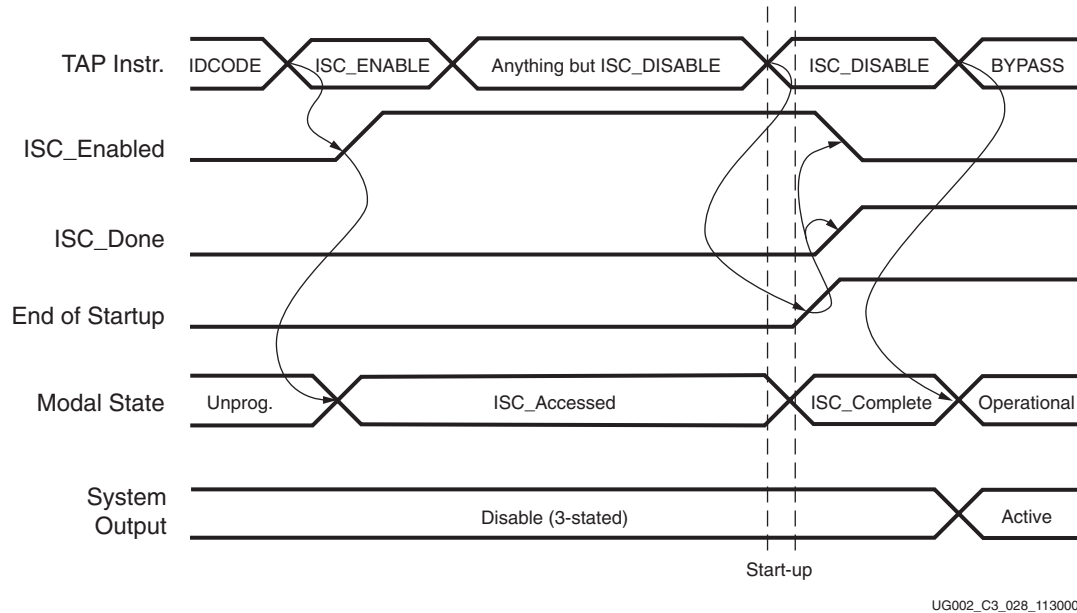 TAP Instr.
IDCODE
ISC_ENABLE
Anything but ISC_DISABLE
ISC_DISABLE
BYPASS
ISC_Enabled
ISC_Done
End of Startup
Modal State
Unprog.
ISC_Accessed
ISC_Complete
Operational
System
Output
Disable (3-stated)
Active
Start-up
UG002_C3_028_113000